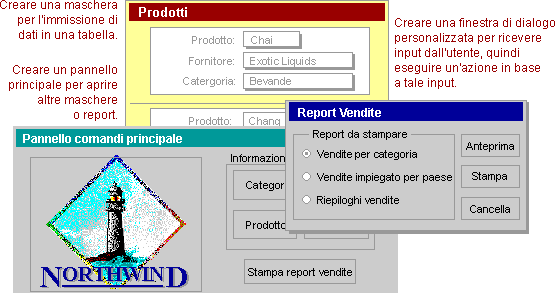 Creare una maschera
per l'immissione di
dati in una tabella.
Creare un pannello
principale per aprire
altre maschere
o report.
Prodotti
Prodotto: Chai
Fornitore: Exotic Liquids
Catergoria: Bevande
Prodotto: Chang
Creare una finestra di dialogo
personalizzata per ricevere
input dall'utente, quindi
eseguire un'azione in base
a tale input.
Pannello comandi principale
Informazion
Categor
Prodotto
Stampa report vendite
NORTHWIND
Report Vendite
Report da stampare
Vendite per categoria
Vendite impiegato per paese
Riepiloghi vendite
Anteprima
Stampa
Cancella